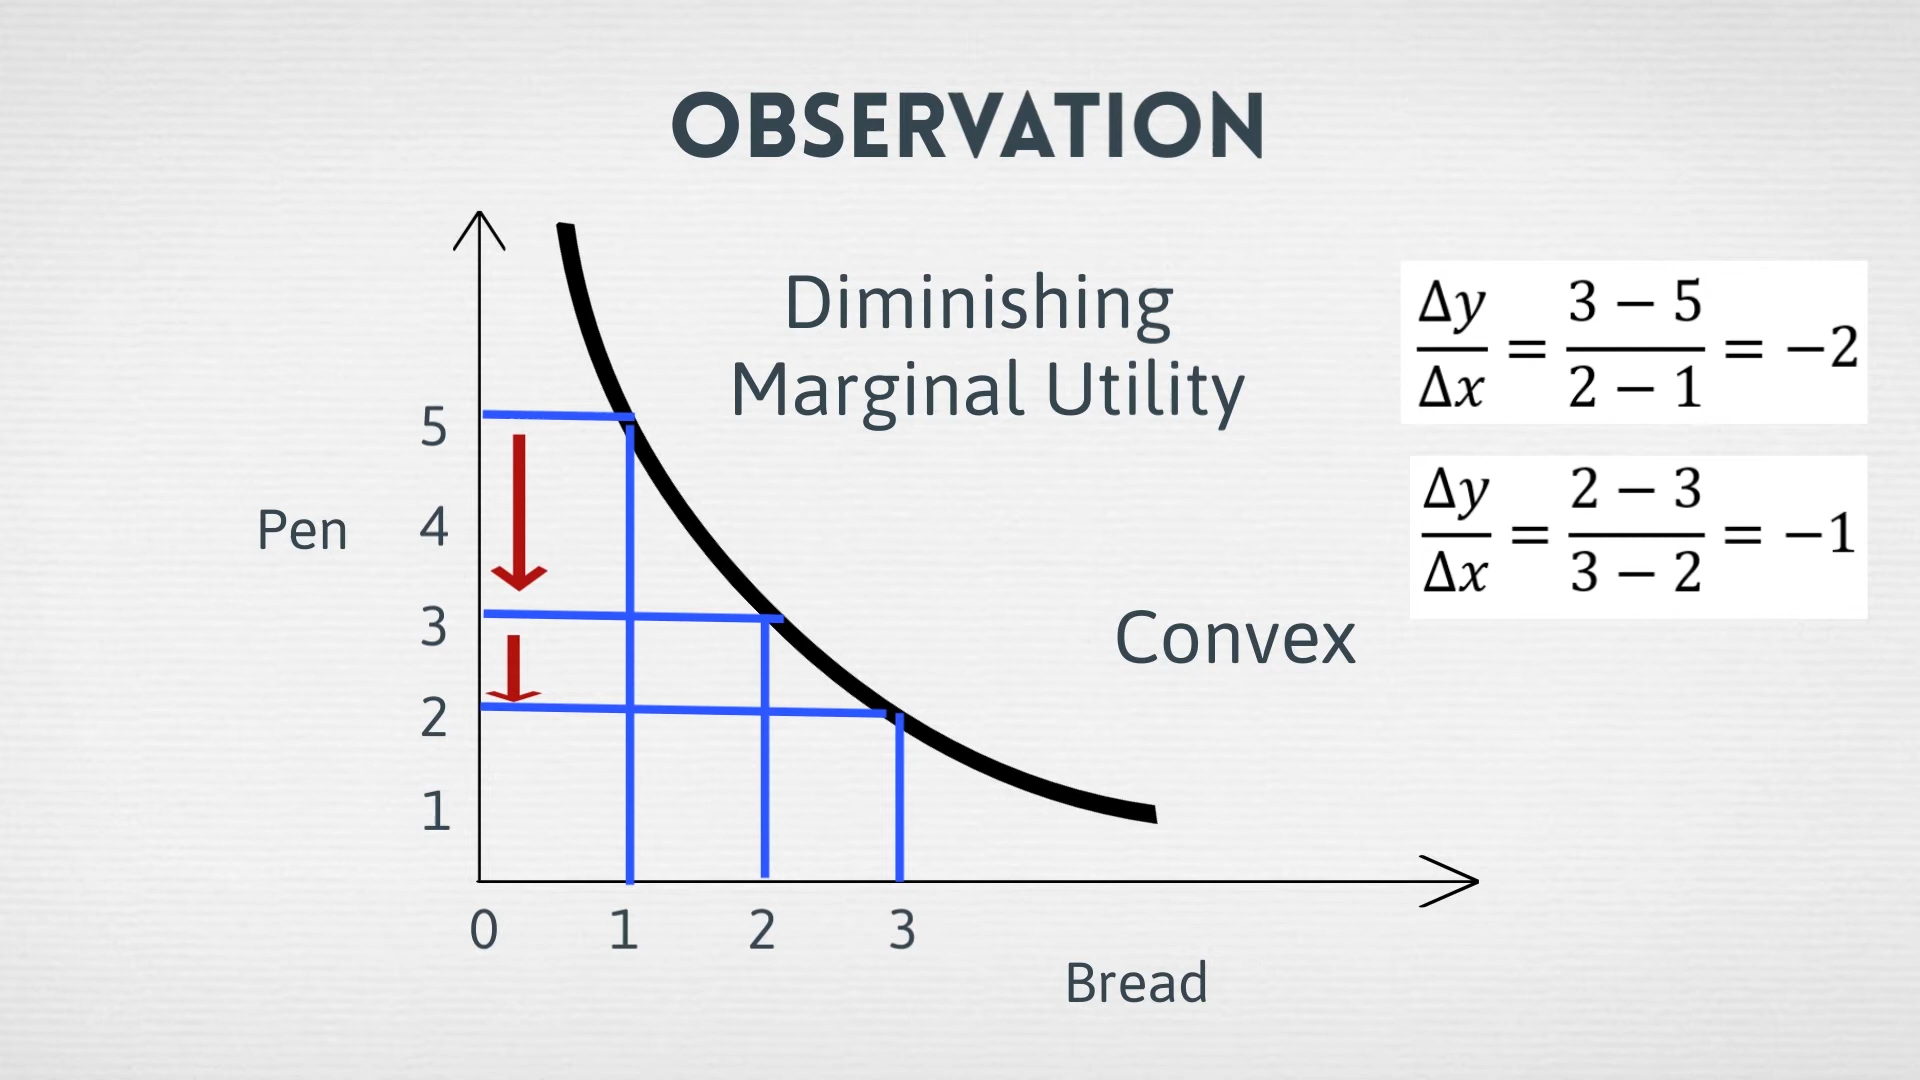 OBSERVATION
Diminishing
Marginal Utility
Δy/Δx = (3 − 5)/(2 − 1) = −2
Δy/Δx = (2 − 3)/(3 − 2) = −1
Convex
Pen
5
4
3
2
1
0 1 2 3
Bread